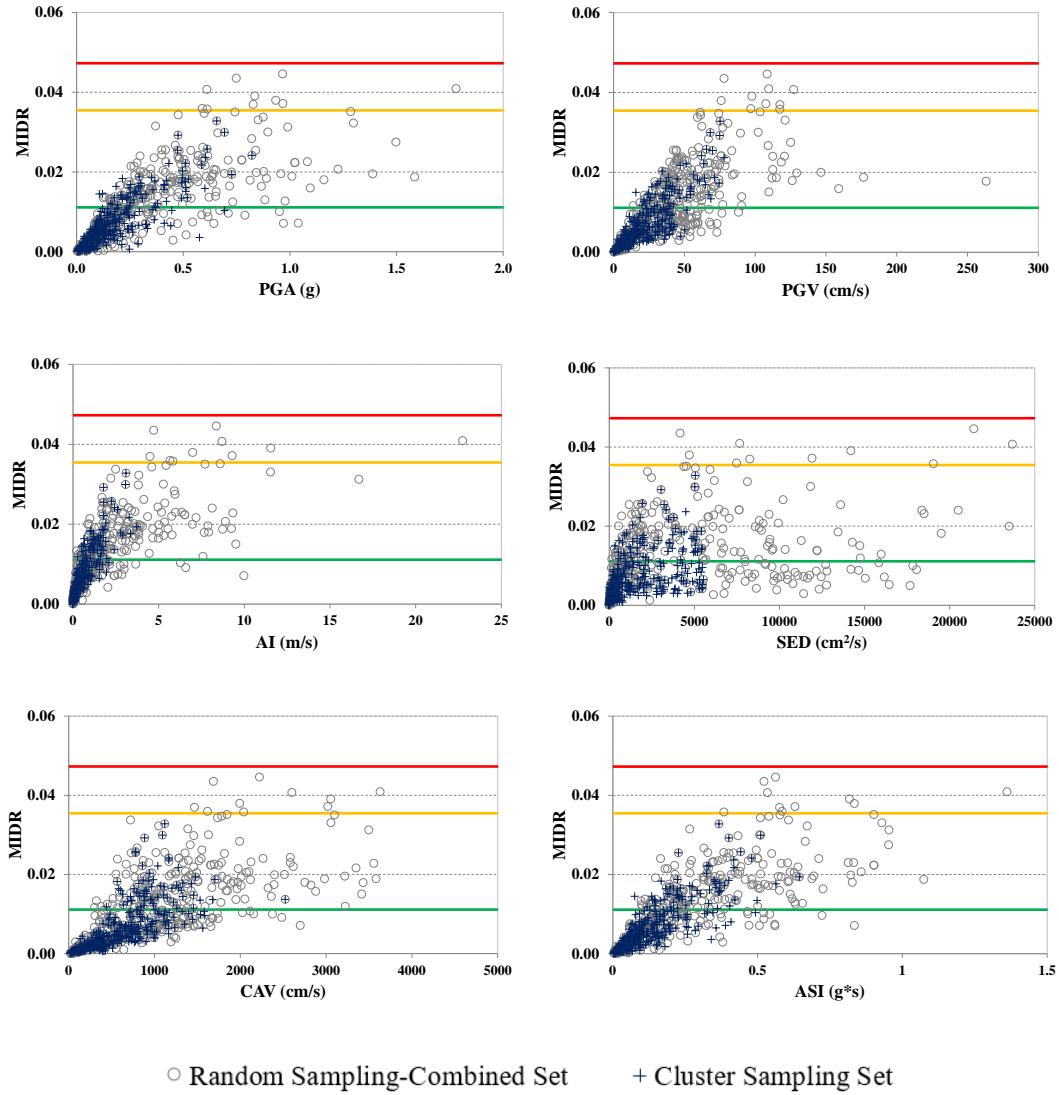 0.06
0.04
MIDR
0.02
0.00
0.0 0.5 1.0 1.5 2.0
PGA (g)
0.06
0.04
MIDR
0.02
0.00
0 50 100 150 200 250 300
PGV (cm/s)
0.06
0.04
MIDR
0.02
0.00
0 5 10 15 20 25
AI (m/s)
0.06
0.04
MIDR
0.02
0.00
0 5000 10000 15000 20000 25000
SED (cm²/s)
0.06
0.04
MIDR
0.02
0.00
0 1000 2000 3000 4000 5000
CAV (cm/s)
0.06
0.04
MIDR
0.02
0.00
0 0.5 1 1.5
ASI (g*s)
Random Sampling-Combined Set
Cluster Sampling Set